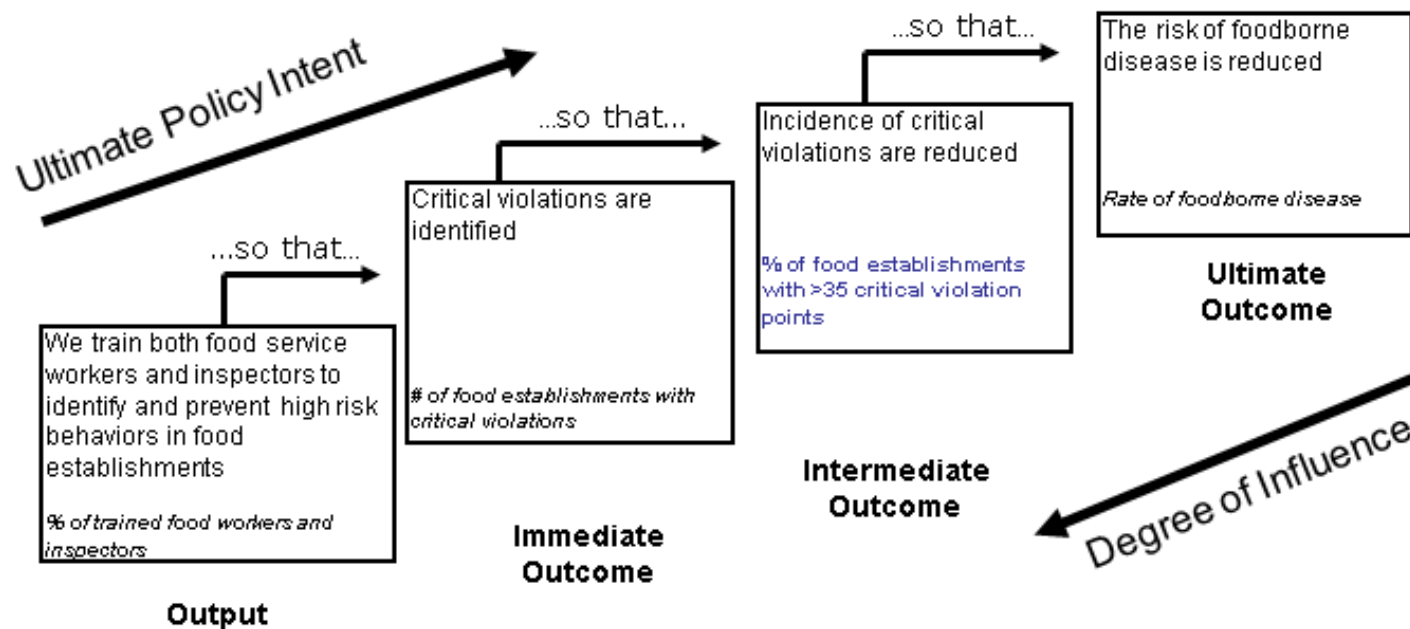 Ultimate Policy Intent
...so that...
We train both food service
workers and inspectors to
identify and prevent high risk
behaviors in food
establishments
% of trained food workers and
inspectors
Output
...so that...
Critical violations are
identified
# of food establishments with
critical violations
Immediate
Outcome
...so that...
Incidence of critical
violations are reduced
% of food establishments
with >35 critical violation
points
Intermediate
Outcome
The risk of foodborne
disease is reduced
Rate of foodborne disease
Ultimate
Outcome
Degree of Influence